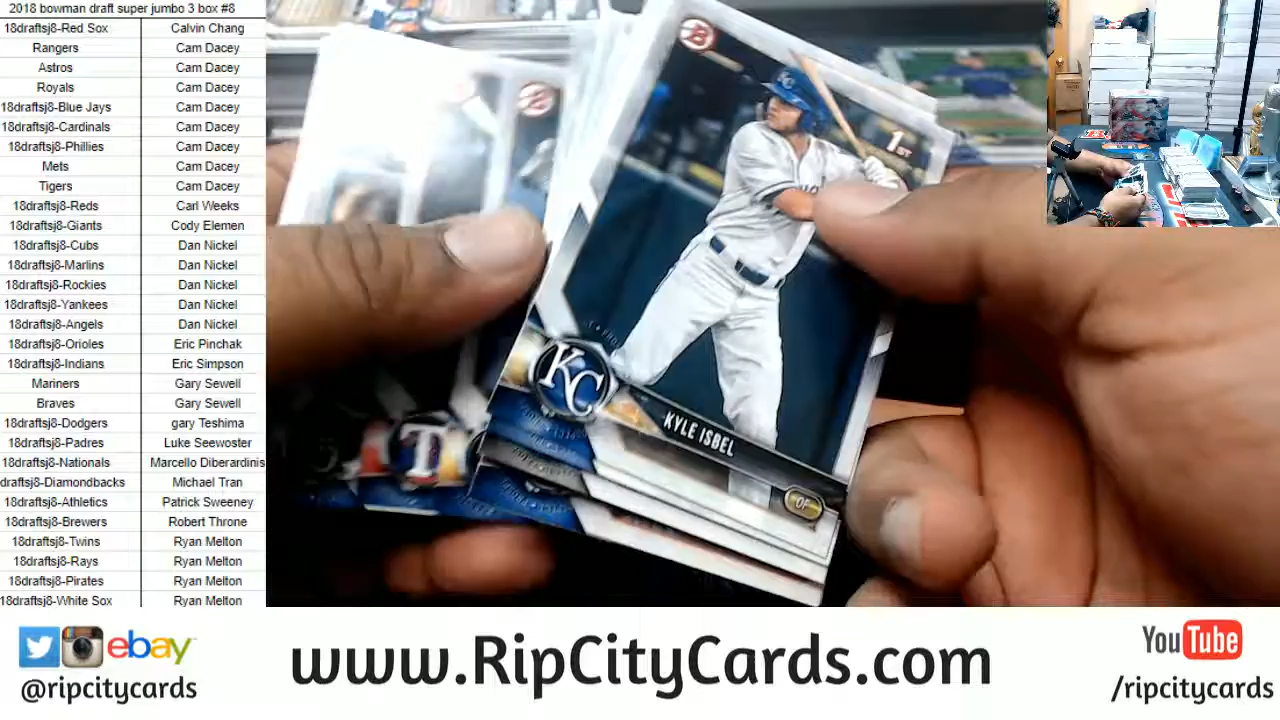 2018 bowman draft super jumbo 3 box #8
18draftsj8-Red Sox Calvin Chang
Rangers Cam Dacey
Astros Cam Dacey
Royals Cam Dacey
18draftsj8-Blue Jays Cam Dacey
18draftsj8-Cardinals Cam Dacey
18draftsj8-Phillies Cam Dacey
Mets Cam Dacey
Tigers Cam Dacey
18draftsj8-Reds Carl Weeks
18draftsj8-Giants Cody Elemen
18draftsj8-Cubs Dan Nickel
18draftsj8-Marlins Dan Nickel
18draftsj8-Rockies Dan Nickel
18draftsj8-Yankees Dan Nickel
18draftsj8-Angels Dan Nickel
18draftsj8-Orioles Eric Pinchak
18draftsj8-Indians Eric Simpson
Mariners Gary Sewell
Braves Gary Sewell
18draftsj8-Dodgers gary Teshima
18draftsj8-Padres Luke Seewoster
18draftsj8-Nationals Marcello Diberardinis
draftsj8-Diamondbacks Michael Tran
18draftsj8-Athletics Patrick Sweeney
18draftsj8-Brewers Robert Throne
18draftsj8-Twins Ryan Melton
18draftsj8-Rays Ryan Melton
18draftsj8-Pirates Ryan Melton
18draftsj8-White Sox Ryan Melton
B
B
1ST
KC
KC
KYLE ISBEL
OF
T
ebay
@ripcitycards
www.RipCityCards.com
YouTube
/ripcitycards